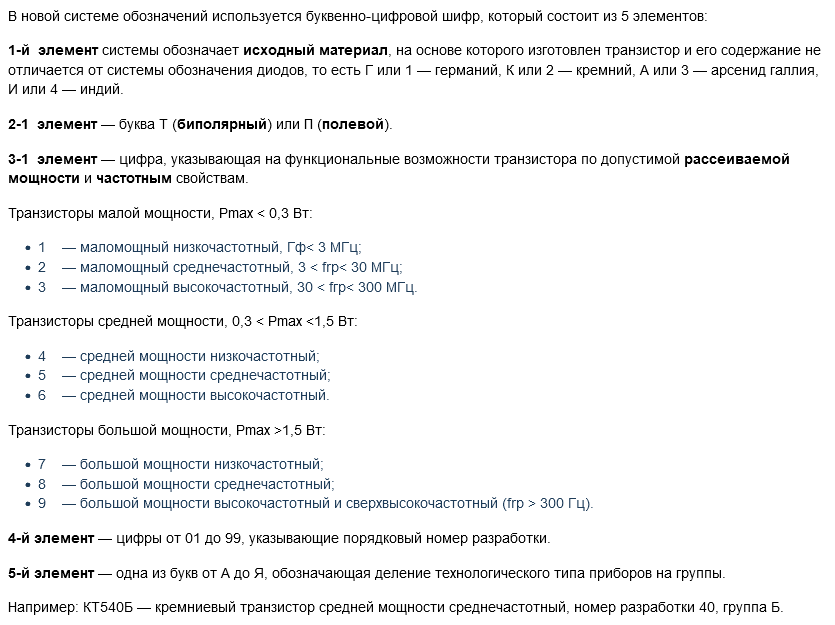 В новой системе обозначений используется буквенно-цифровой шифр, который состоит из 5 элементов:
1-й элемент системы обозначает исходный материал, на основе которого изготовлен транзистор и его содержание не
отличается от системы обозначения диодов, то есть Г или 1 — германий, К или 2 — кремний, А или 3 — арсенид галлия,
И или 4 — индий.
2-1 элемент — буква Т (биполярный) или П (полевой).
3-1 элемент — цифра, указывающая на функциональные возможности транзистора по допустимой рассеиваемой
мощности и частотным свойствам.
Транзисторы малой мощности, Pmax < 0,3 Вт:
• 1 — маломощный низкочастотный, Гф< 3 МГц;
• 2 — маломощный среднечастотный, 3 < frp< 30 МГц;
• 3 — маломощный высокочастотный, 30 < frp< 300 МГц.
Транзисторы средней мощности, 0,3 < Pmax <1,5 Вт:
• 4 — средней мощности низкочастотный;
• 5 — средней мощности среднечастотный;
• 6 — средней мощности высокочастотный.
Транзисторы большой мощности, Pmax >1,5 Вт:
• 7 — большой мощности низкочастотный;
• 8 — большой мощности среднечастотный;
• 9 — большой мощности высокочастотный и сверхвысокочастотный (frp > 300 Гц).
4-й элемент — цифры от 01 до 99, указывающие порядковый номер разработки.
5-й элемент — одна из букв от А до Я, обозначающая деление технологического типа приборов на группы.
Например: КТ540Б — кремниевый транзистор средней мощности среднечастотный, номер разработки 40, группа Б.